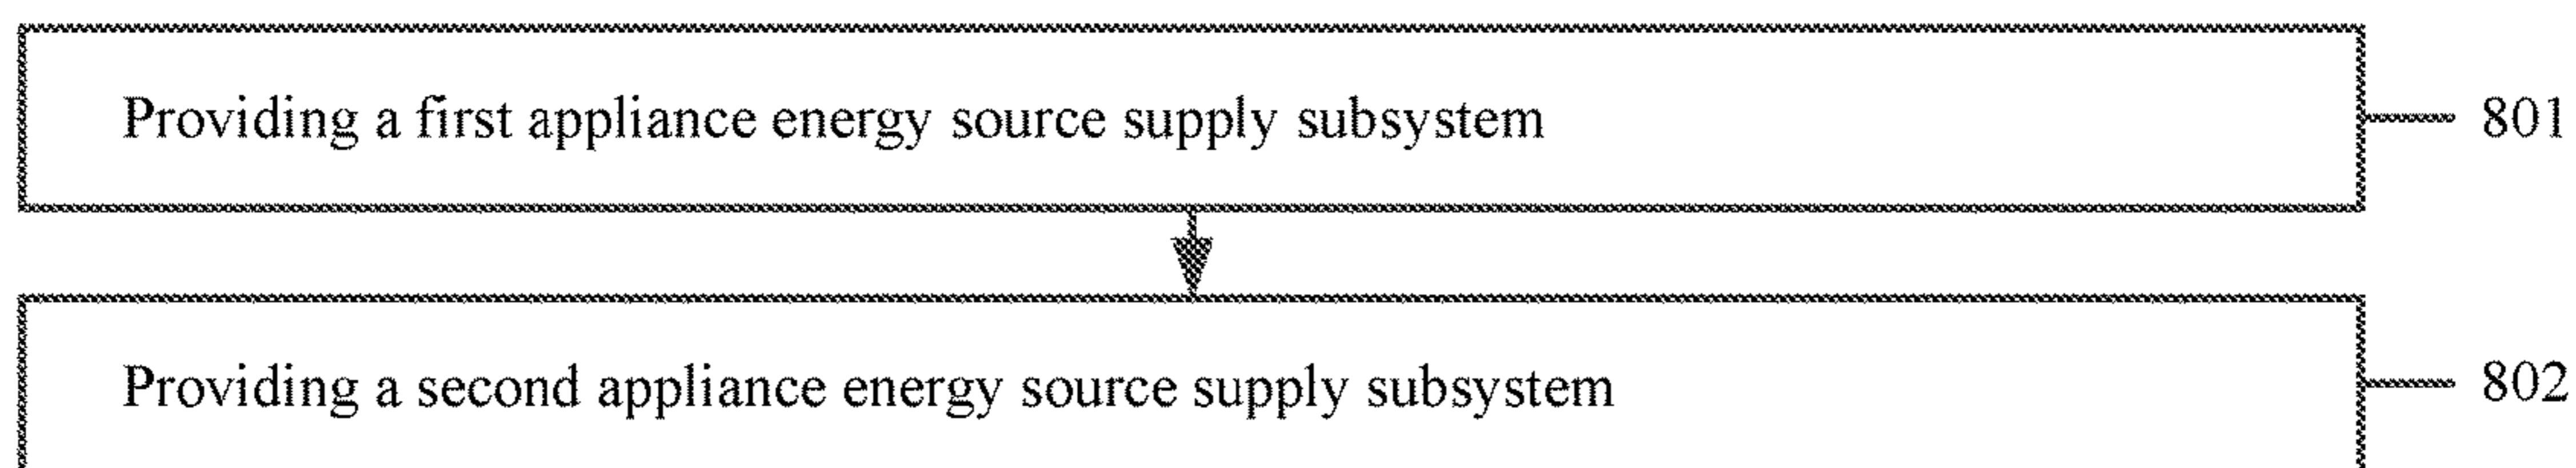 Providing a first appliance energy source supply subsystem 801
Providing a second appliance energy source supply subsystem 802